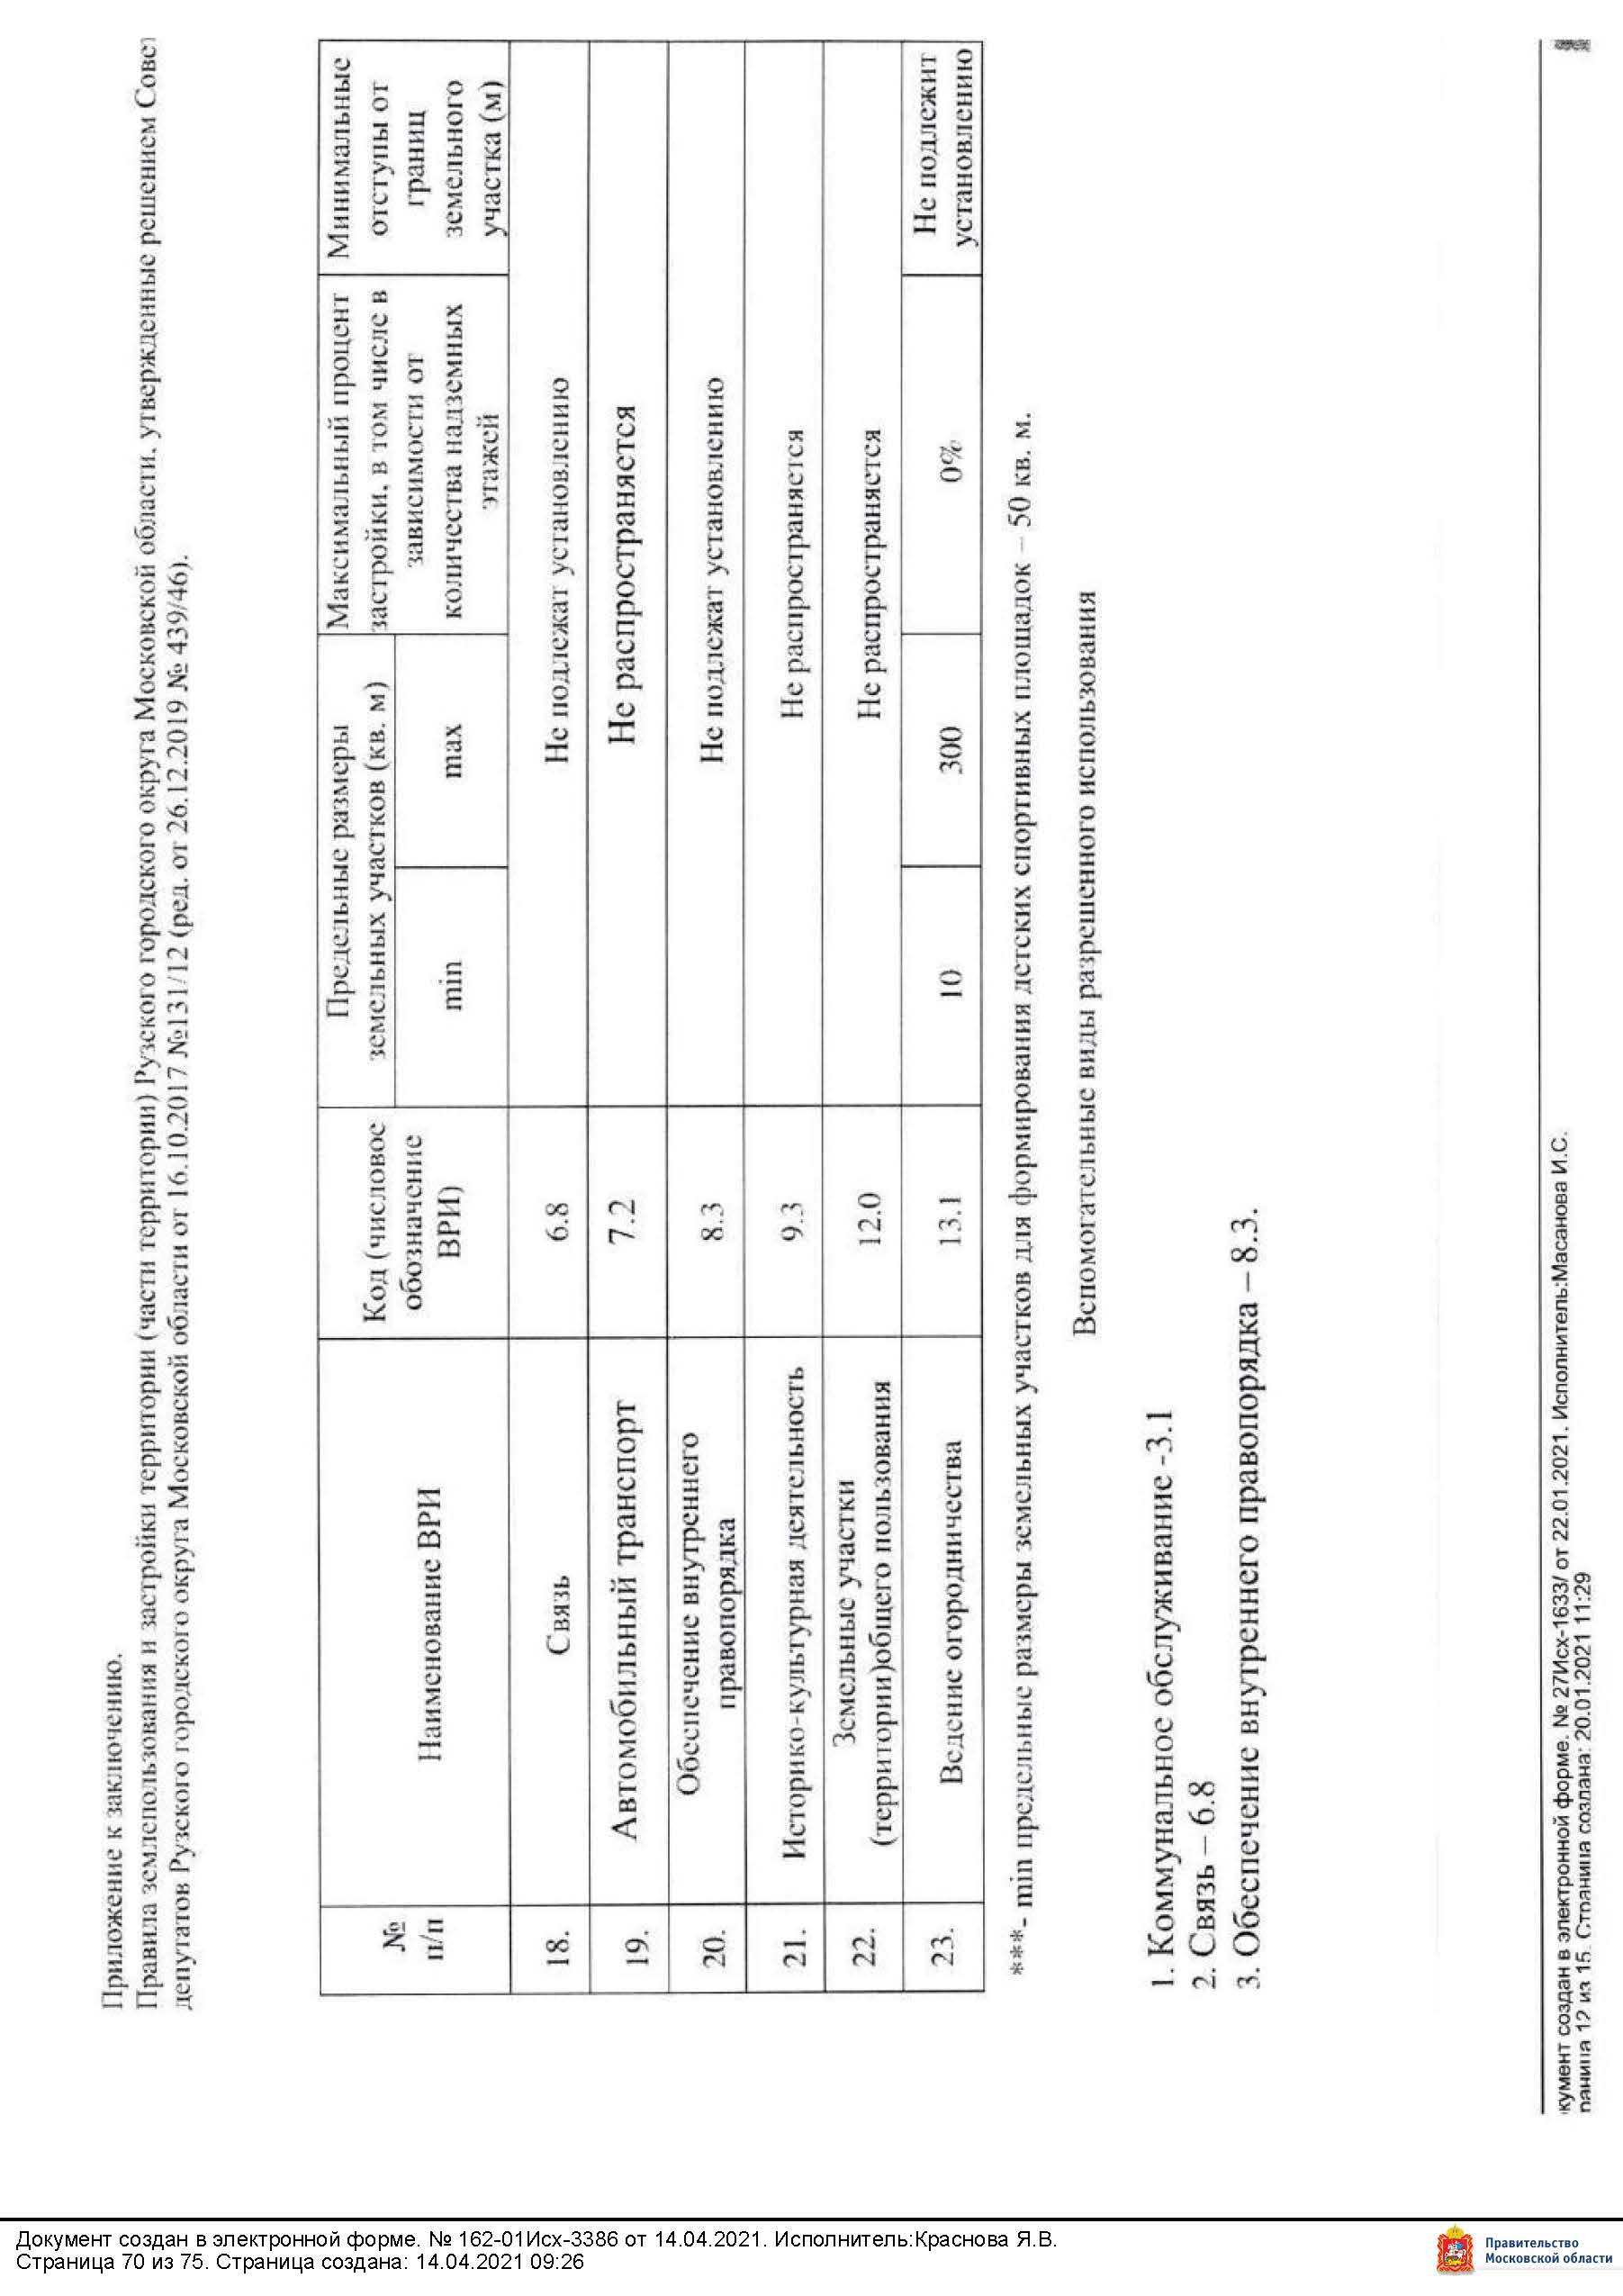 Приложение к заключению.
Правила землепользования и застройки территории (части территории) Рузского городского округа Московской области, утвержденные решением Совет
депутатов Рузского городского округа Московской области от 16.10.2017 №131/12 (ред. от 26.12.2019 № 439/46).
№ п/п
Наименование ВРИ
Код (числовое
обозначение
ВРИ)
Предельные размеры
земельных участков (кв. м)
min
max
Максимальный процент
застройки, в том числе в
зависимости от
количества надземных
этажей
Минимальные
отступы от
границ
земельного
участка (м)
18. Связь 6.8 Не подлежат установлению
19. Автомобильный транспорт 7.2 Не распространяется
20. Обеспечение внутреннего
правопорядка 8.3 Не подлежат установлению
21. Историко-культурная деятельность 9.3 Не распространяется
22. Земельные участки
(территории)общего пользования 12.0 Не распространяется
23. Ведение огородничества 13.1 10 300 0% Не подлежит
установлению
***- min предельные размеры земельных участков для формирования детских спортивных площадок – 50 кв. м.
Вспомогательные виды разрешенного использования
1. Коммунальное обслуживание -3.1
2. Связь – 6.8
3. Обеспечение внутреннего правопорядка – 8.3.
кумент создан в электронной форме. № 27Исх-1633/ от 22.01.2021. Исполнитель:Масанова И.С.
раница 12 из 15. Страница создана: 20.01.2021 11:29
Документ создан в электронной форме. № 162-01Исх-3386 от 14.04.2021. Исполнитель:Краснова Я.В.
Страница 70 из 75. Страница создана: 14.04.2021 09:26
Правительство
Московской области